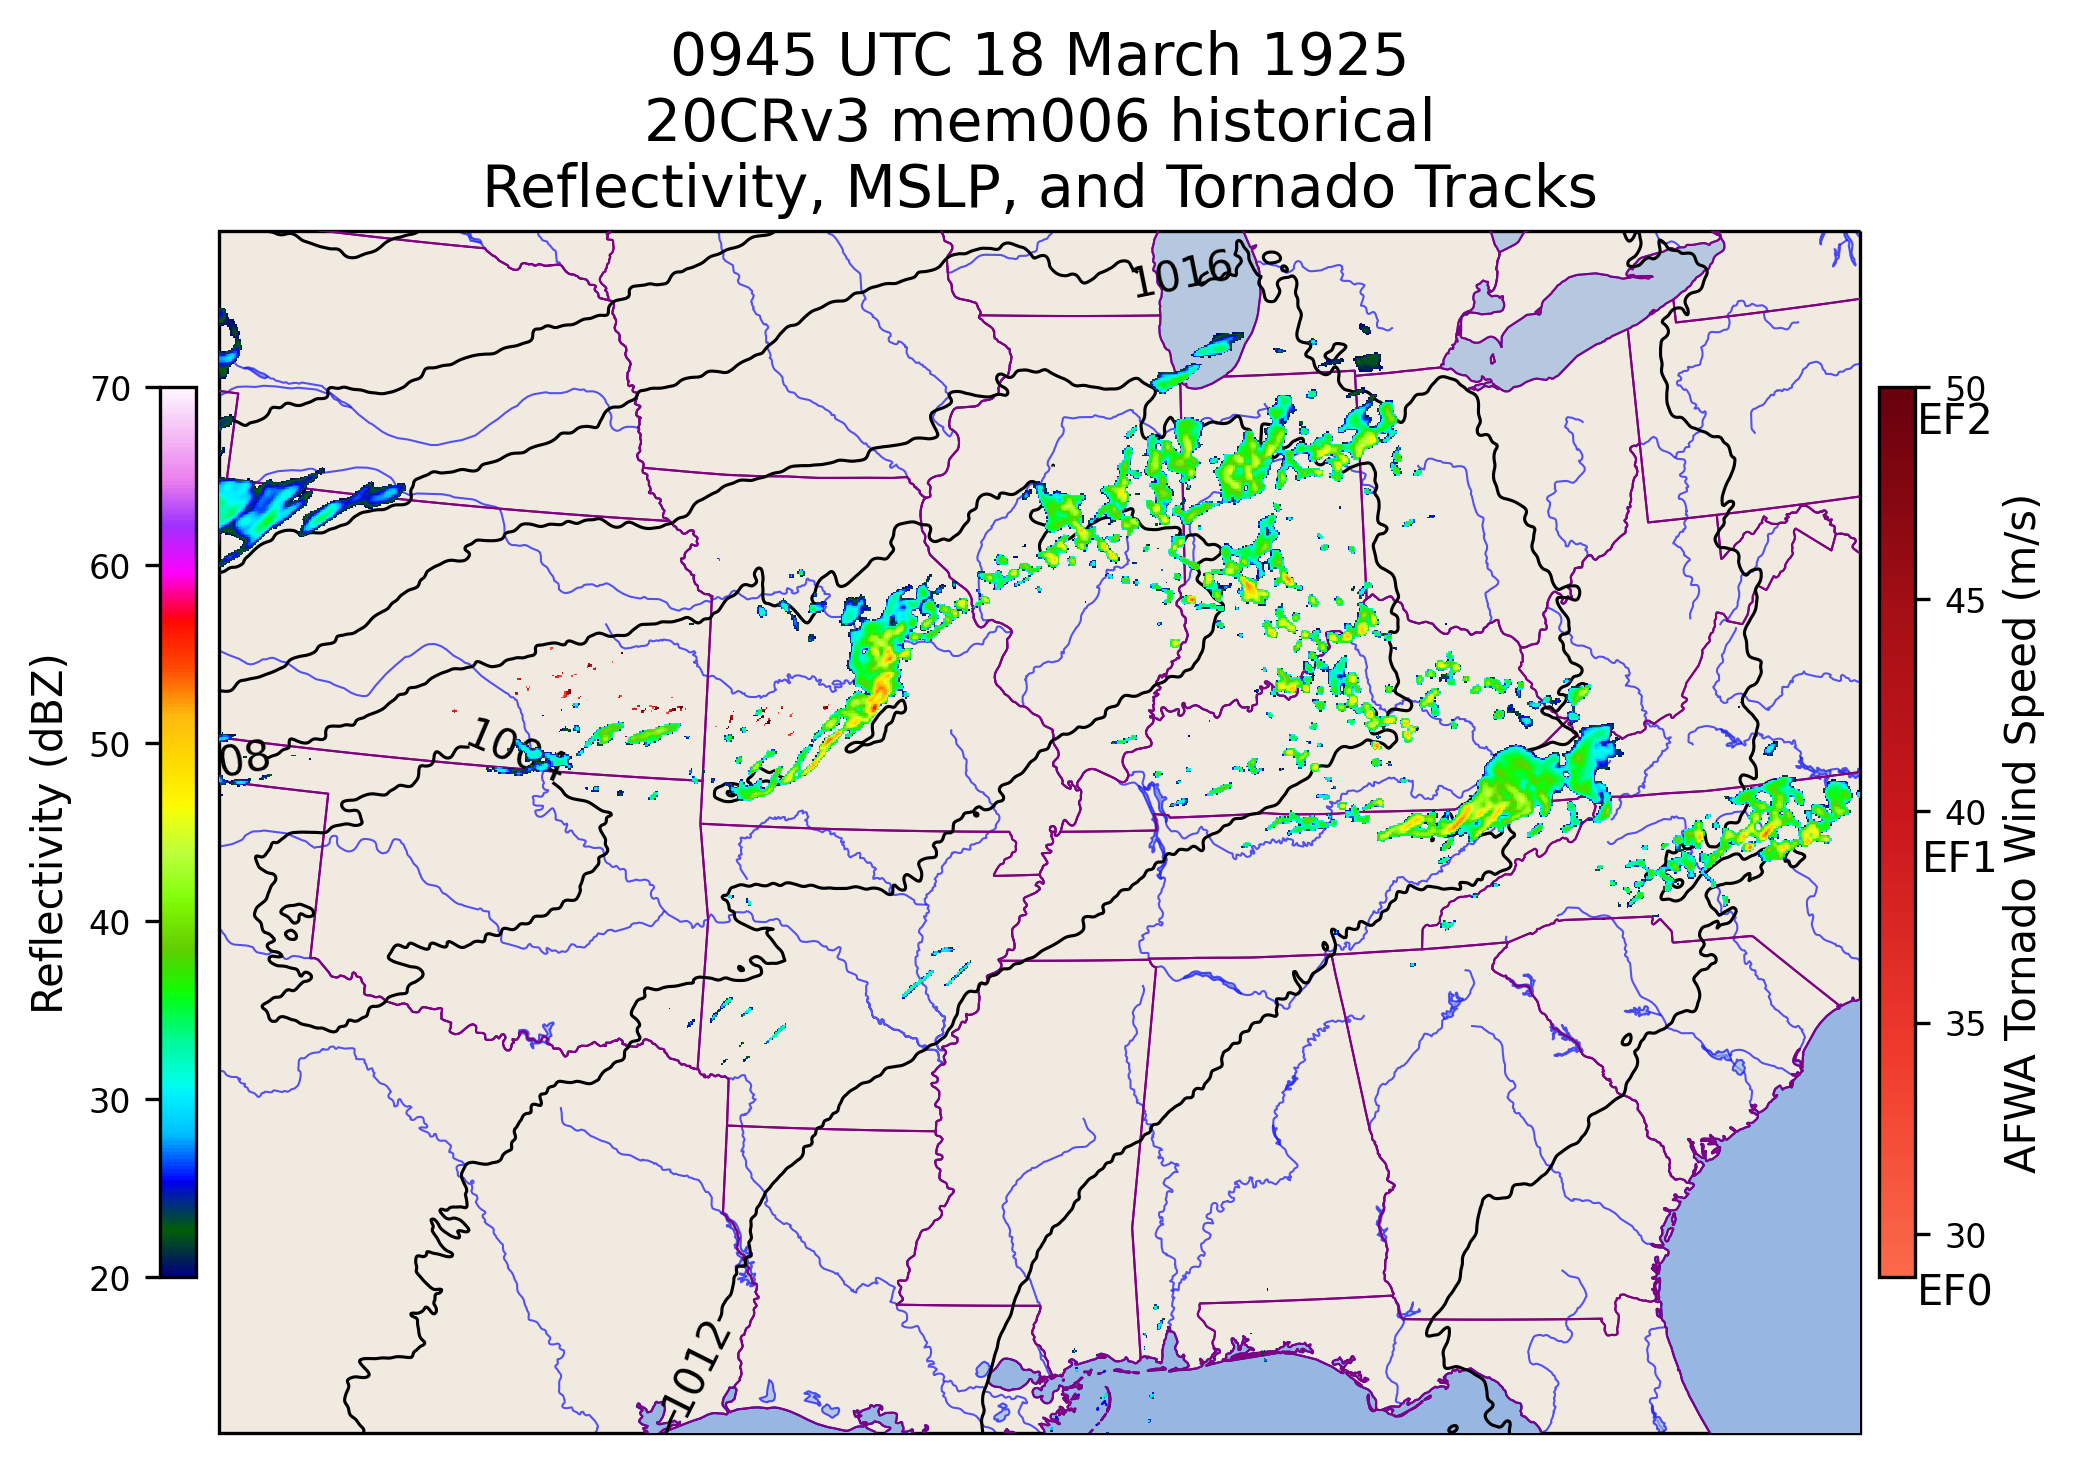 0945 UTC 18 March 1925
20CRv3 mem006 historical
Reflectivity, MSLP, and Tornado Tracks
1016
08
1004
1012
Reflectivity (dBZ)
70
60
50
40
30
20
50
EF2
45
40
EF1
35
30
EF0
AFWA Tornado Wind Speed (m/s)